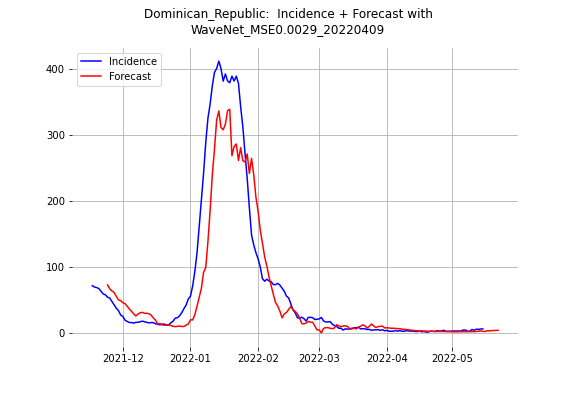 Dominican_Republic:  Incidence + Forecast with
WaveNet_MSE0.0029_20220409
Incidence
Forecast
400
300
200
100
0
2021-12
2022-01
2022-02
2022-03
2022-04
2022-05